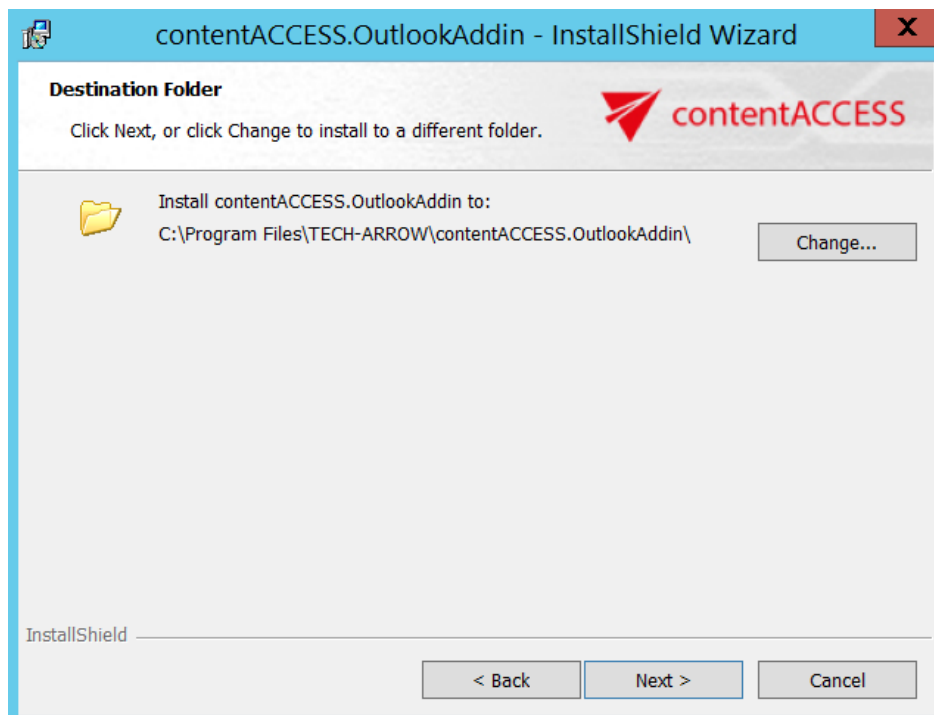 contentACCESS.OutlookAddin - InstallShield Wizard
X
Destination Folder
Click Next, or click Change to install to a different folder.
contentACCESS
Install contentACCESS.OutlookAddin to:
C:\Program Files\TECH-ARROW\contentACCESS.OutlookAddin\
Change...
InstallShield
< Back
Next >
Cancel